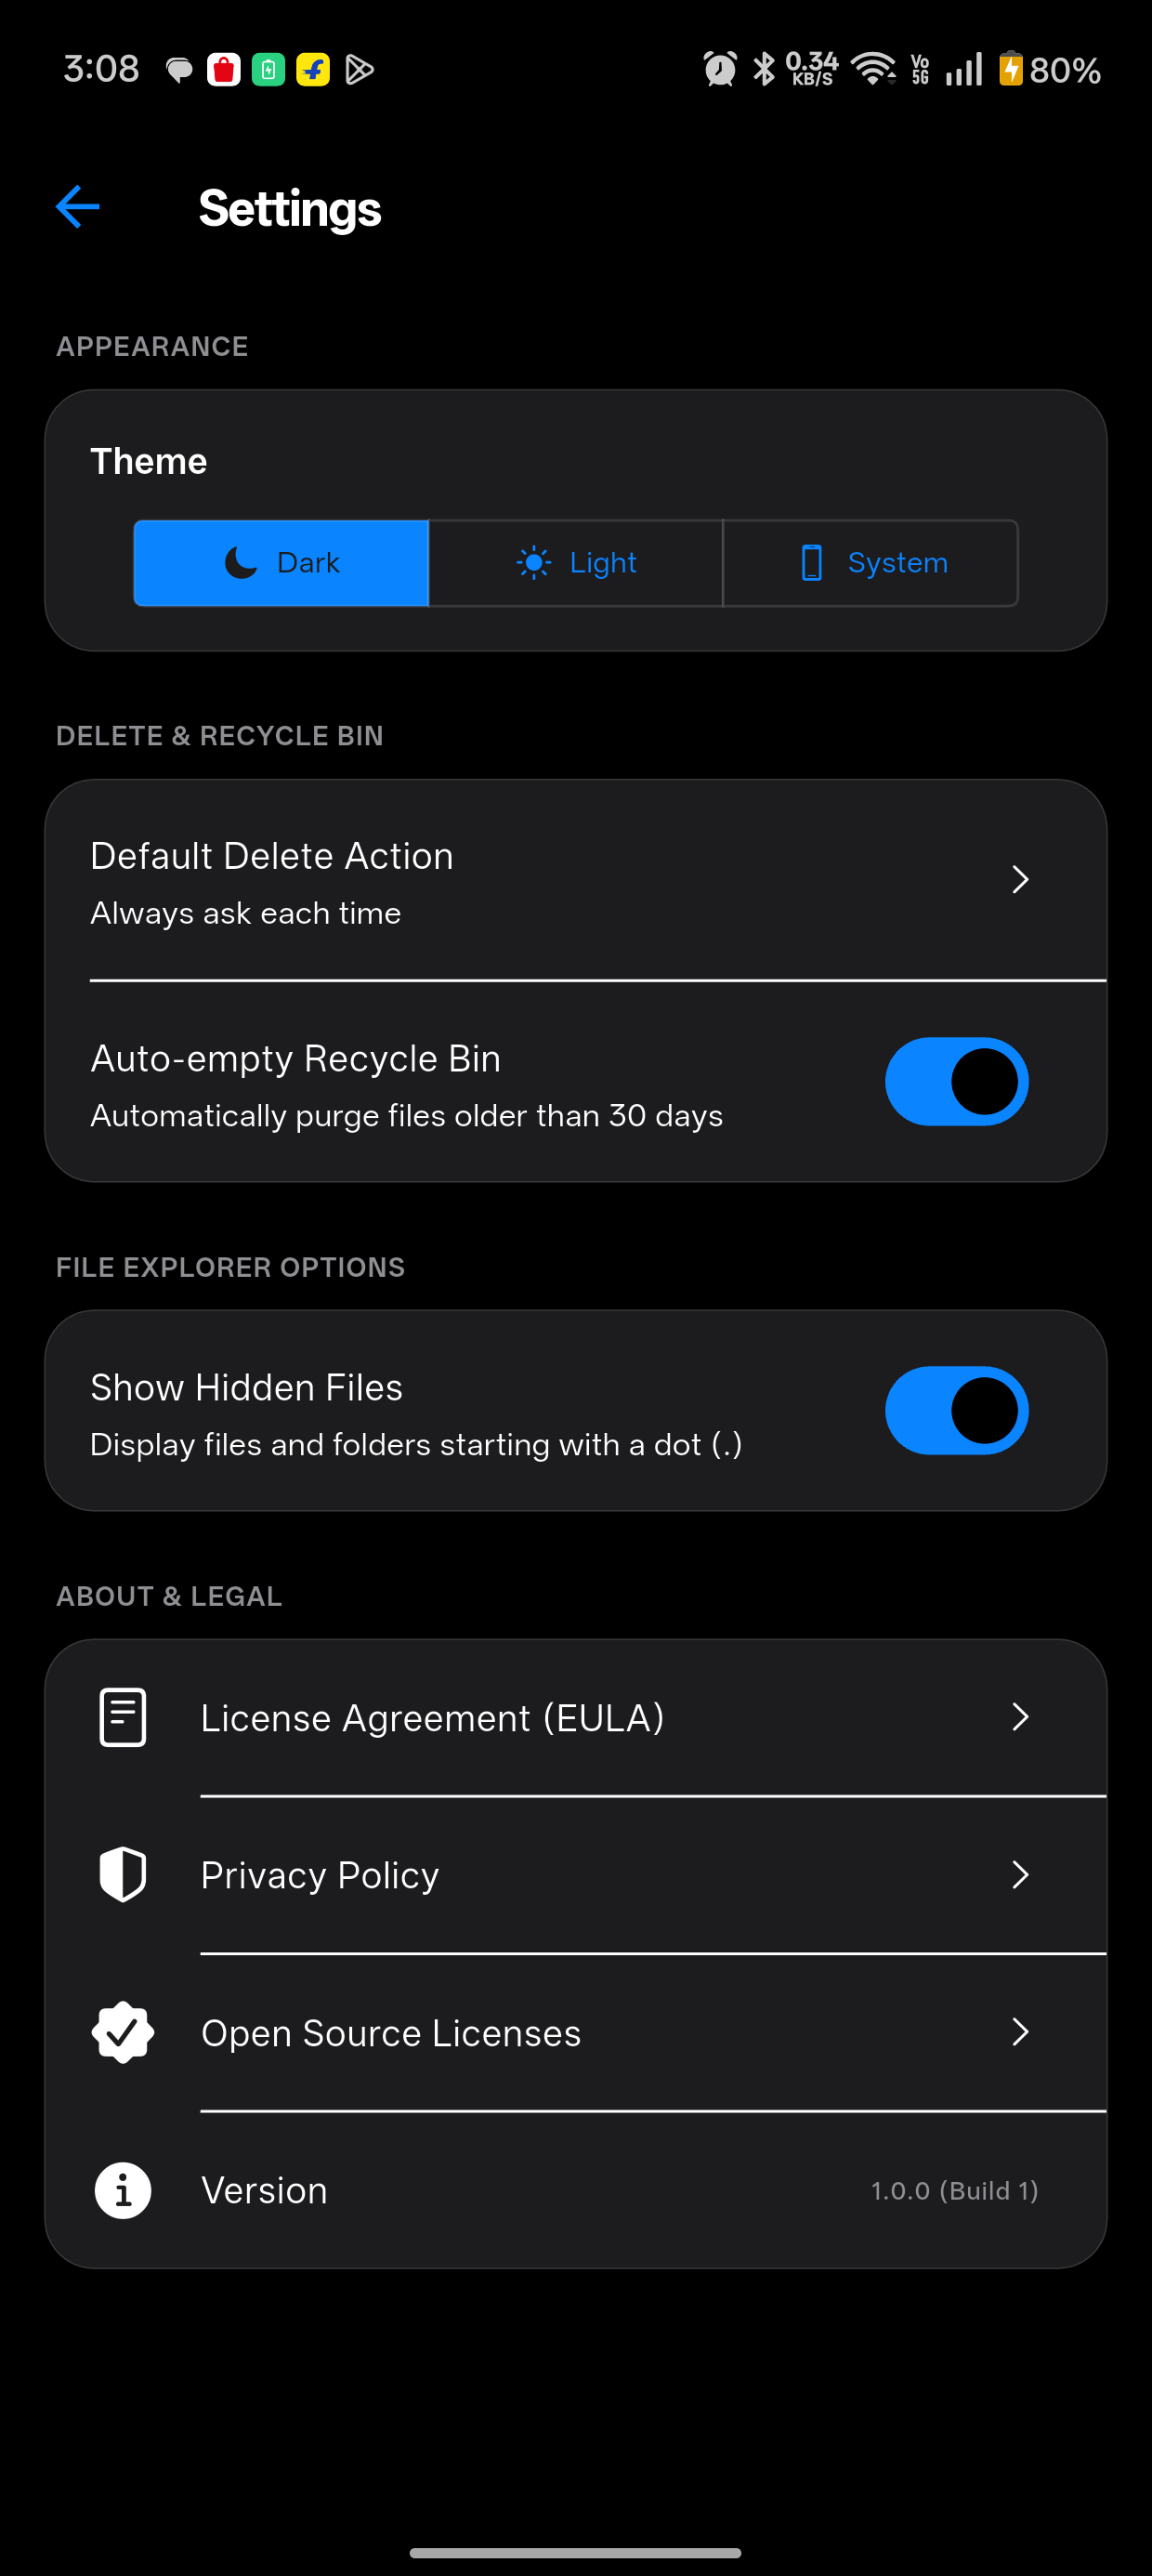 3:08
0.34
KB/S
Vo
5G
80%
Settings
APPEARANCE
Theme
Dark
Light
System
DELETE & RECYCLE BIN
Default Delete Action
Always ask each time
Auto-empty Recycle Bin
Automatically purge files older than 30 days
FILE EXPLORER OPTIONS
Show Hidden Files
Display files and folders starting with a dot (.)
ABOUT & LEGAL
License Agreement (EULA)
Privacy Policy
Open Source Licenses
Version
1.0.0 (Build 1)